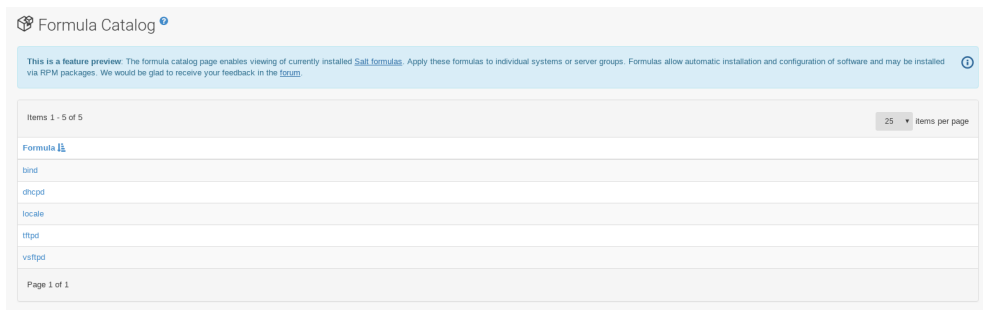 Formula Catalog ?
This is a feature preview: The formula catalog page enables viewing of currently installed Salt formulas. Apply these formulas to individual systems or server groups. Formulas allow automatic installation and configuration of software and may be installed
via RPM packages. We would be glad to receive your feedback in the forum.
Items 1 - 5 of 5
25 items per page
Formula
bind
dhcpd
locale
tftpd
vsftpd
Page 1 of 1